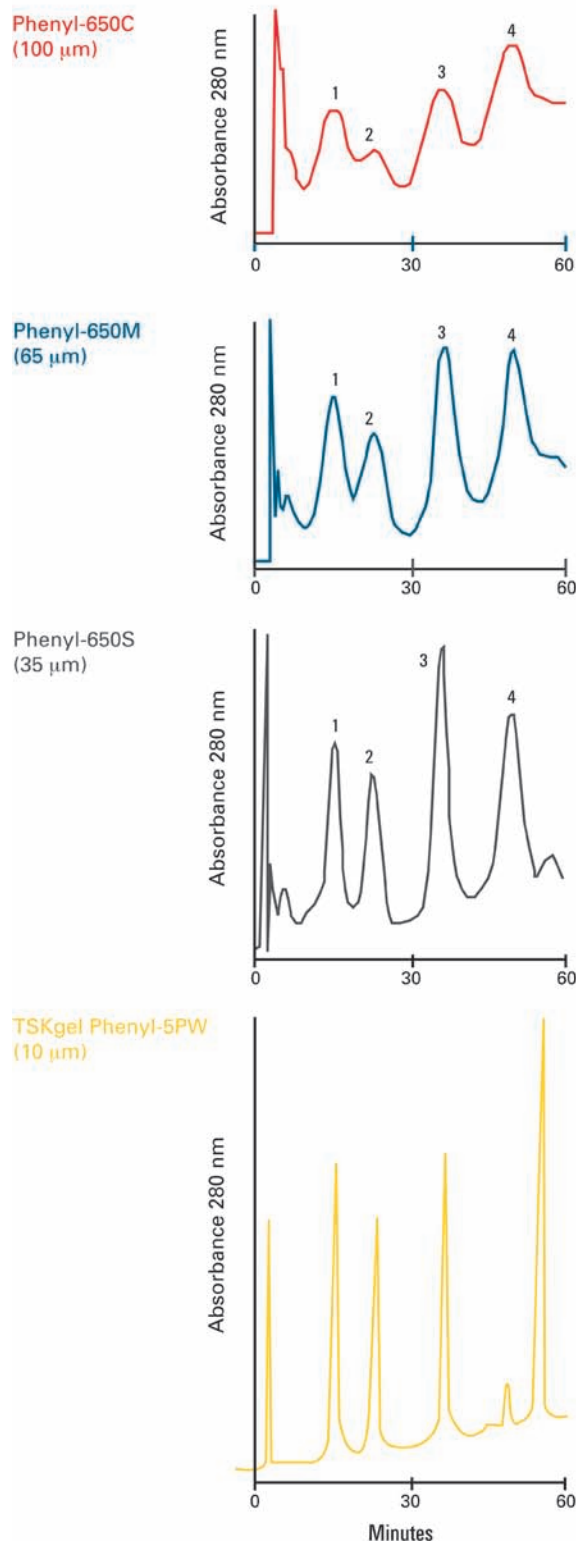 Phenyl-650C
(100 μm)
Absorbance 280 nm
1
2
3
4
0
30
60
Phenyl-650M
(65 μm)
Absorbance 280 nm
1
2
3
4
0
30
60
Phenyl-650S
(35 μm)
Absorbance 280 nm
1
2
3
4
0
30
60
TSKgel Phenyl-5PW
(10 μm)
Absorbance 280 nm
0
30
60
Minutes